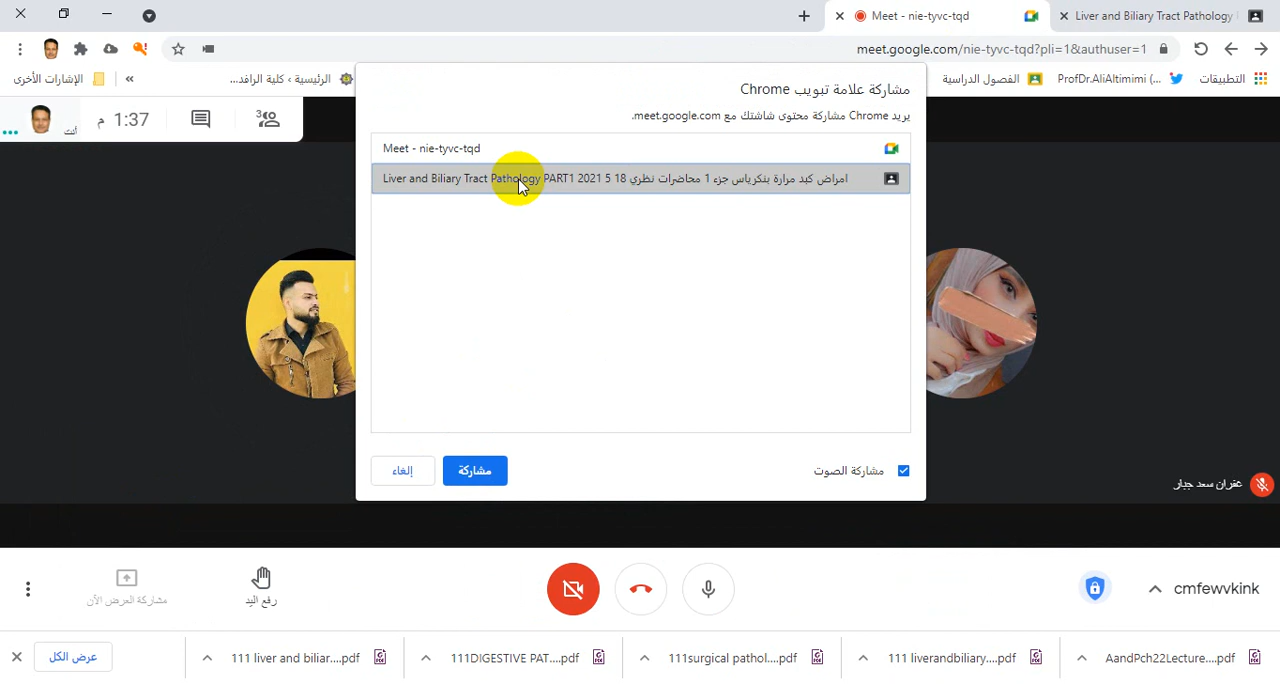 Meet - nie-tyvc-tqd
Liver and Biliary Tract Pathology
meet.google.com/nie-tyvc-tqd?pli=1&authuser=1
التطبيقات
ProfDr.AliAltimimi (...
الفصول الدراسية
الرئيسية › كلية الرافد...
»
الإشارات الأخرى
مشاركة علامة تبويب Chrome
يريد Chrome مشاركة محتوى شاشتك مع meet.google.com.
Meet - nie-tyvc-tqd
Liver and Biliary Tract Pathology PART1 2021 5 18 امراض كبد مرارة بنكرياس جزء 1 محاضرات نظري
مشاركة الصوت
مشاركة
إلغاء
3
1:37 م
أنت
غفران سعد جبار
cmfewvkink
رفع اليد
مشاركة العرض الآن
AandPch22Lecture....pdf
111 liverandbiliary....pdf
111surgical pathol....pdf
111DIGESTIVE PAT....pdf
111 liver and biliar....pdf
عرض الكل